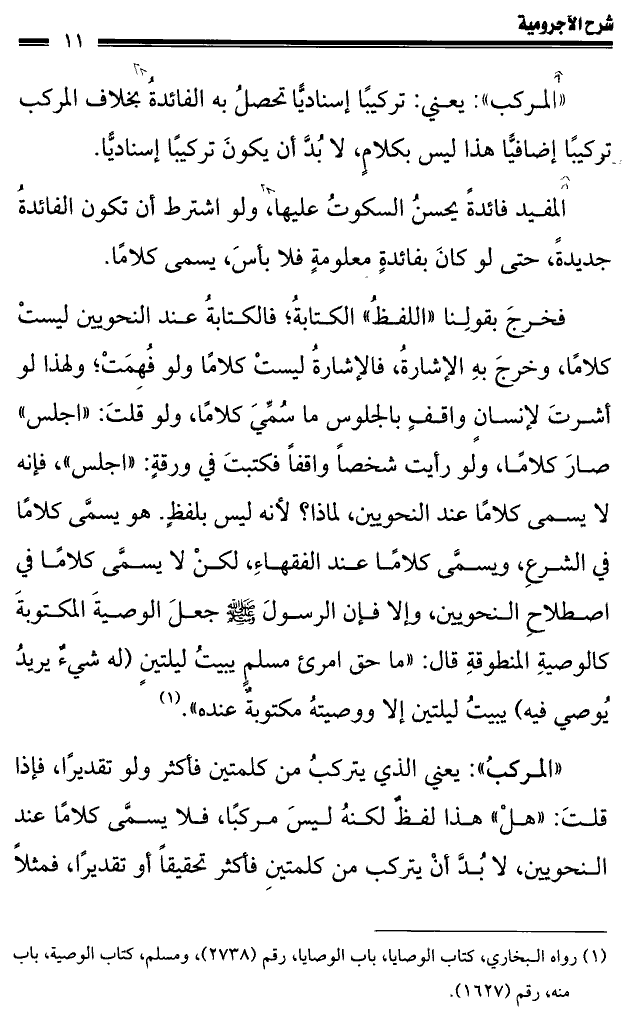 شرح الآجرومية
١١
«المركب»: يعني: تركيبًا إسناديًّا تحصلُ به الفائدةُ بخلاف المركب
تركيبًا إضافيًّا هذا ليس بكلامٍ، لا بُدَّ أن يكونَ تركيبًا إسناديًّا.
المفيد فائدةً يحسنُ السكوتُ عليها، ولو اشترط أن تكون الفائدةُ
جديدةً، حتى لو كانَ بفائدةٍ معلومةٍ فلا بأسَ، يسمى كلامًا.
فخرجَ بقولِنا «اللفظُ» الكتابةُ؛ فالكتابةُ عند النحويين ليستْ
كلامًا، وخرجَ بهِ الإشارةُ، فالإشارةُ ليستْ كلامًا ولو فُهِمَتْ؛ ولهذا لو
أشرتَ لإنسانٍ واقفٍ بالجلوس ما سُمِّيَ كلامًا، ولو قلتَ: «اجلس»
صارَ كلامًا، ولو رأيت شخصاً واقفاً فكتبتَ في ورقةٍ: «اجلس»، فإنه
لا يسمى كلامًا عند النحويين، لماذا؟ لأنه ليس بلفظٍ. هو يسمَّى كلامًا
في الشرعِ، ويسمَّى كلامًا عند الفقهاءِ، لكنْ لا يسمَّى كلامًا في
اصطلاحِ النحويين، وإلا فإن الرسولَ ﷺ جعلَ الوصيةَ المكتوبةَ
كالوصيةِ المنطوقةِ قال: «ما حق امرئ مسلمٍ يبيتُ ليلتينِ (له شيءٌ يريدُ
يُوصي فيه) يبيتُ ليلتين إلا ووصيتهُ مكتوبةٌ عنده».(١)
«المركبُ»: يعني الذي يتركبُ من كلمتين فأكثر ولو تقديرًا، فإذا
قلتَ: «هلْ» هذا لفظٌ لكنهُ ليسَ مركبًا، فلا يسمَّى كلامًا عند
النحويين، لا بُدَّ أنْ يتركب من كلمتينِ فأكثر تحقيقاً أو تقديرًا، فمثلاً
(١) رواه البخاري، كتاب الوصايا، باب الوصايا، رقم (٢٧٣٨)، ومسلم، كتاب الوصية، باب
منه، رقم (١٦٢٧).